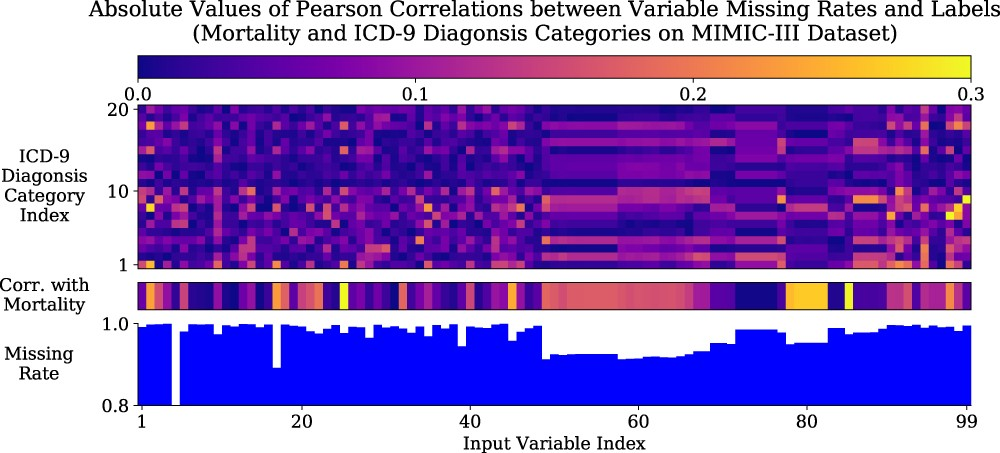 Absolute Values of Pearson Correlations between Variable Missing Rates and Labels
(Mortality and ICD-9 Diagonsis Categories on MIMIC-III Dataset)
0.0 0.1 0.2 0.3
20
ICD-9
Diagonsis
Category
Index
10
1
Corr. with
Mortality
1.0
Missing
Rate
0.8
1 20 40 60 80 99
Input Variable Index